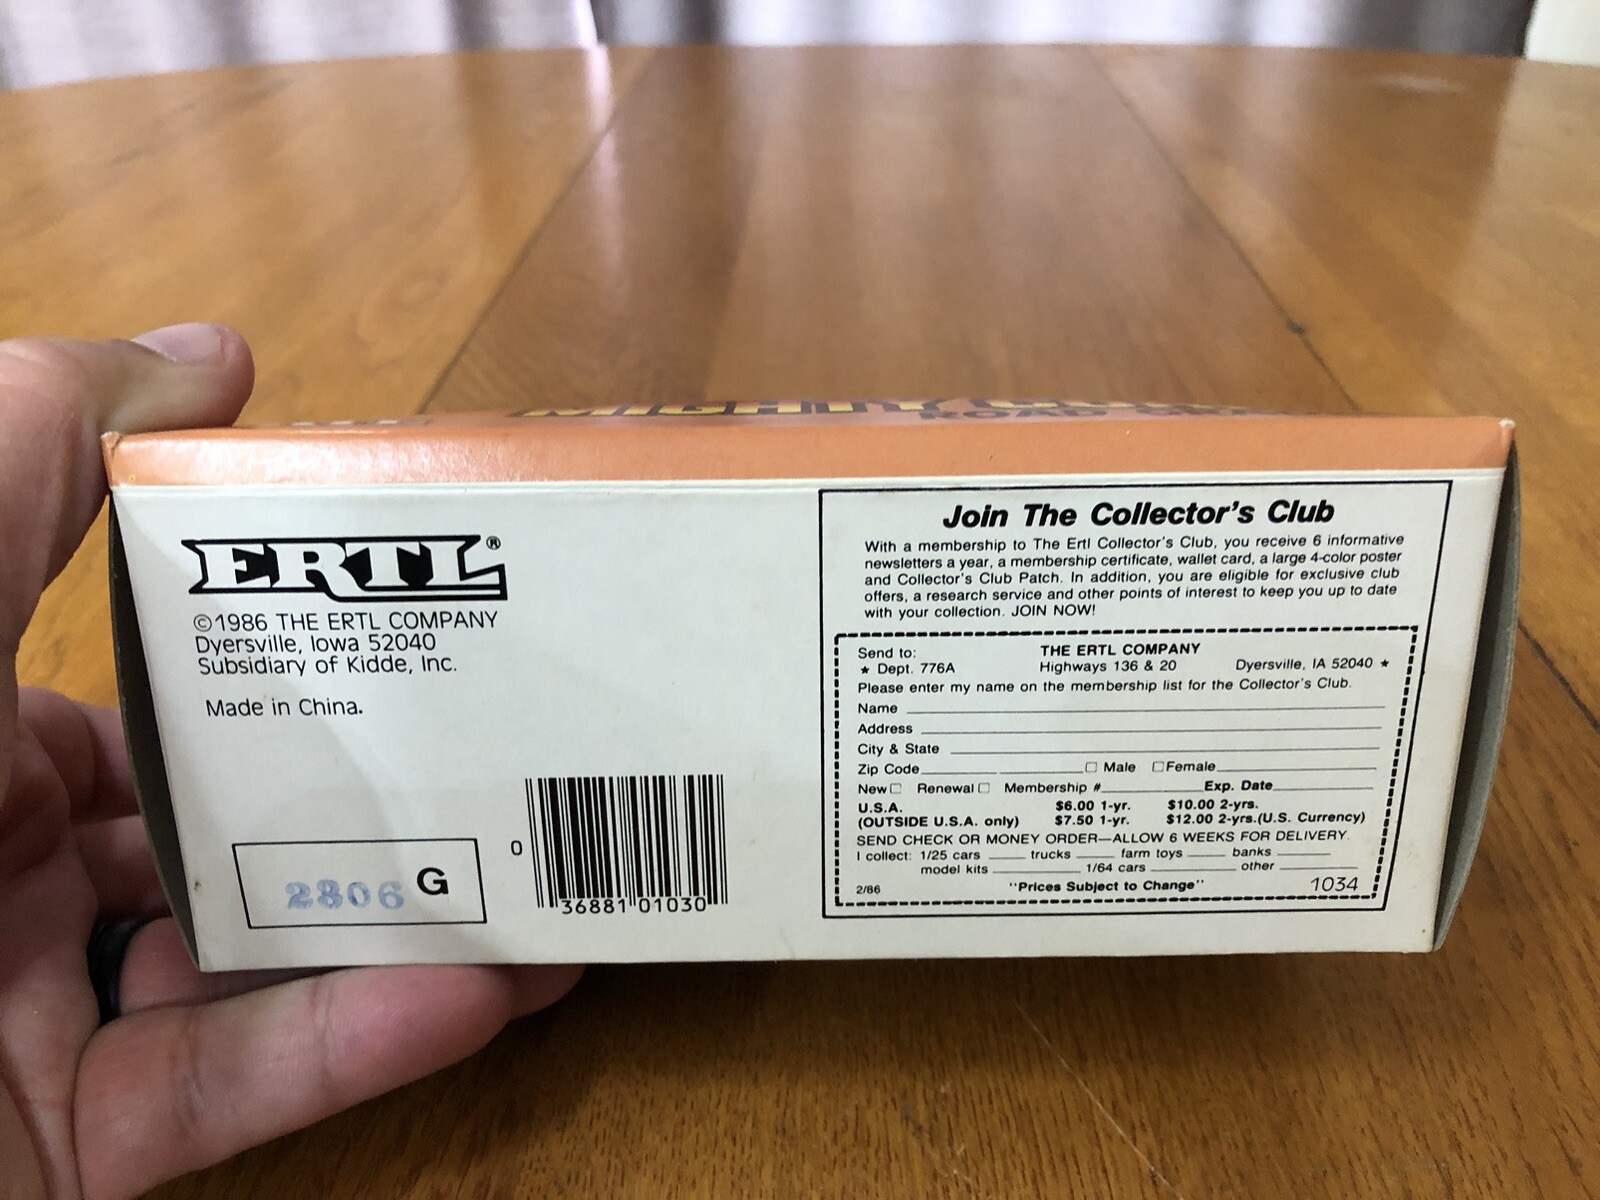 MIGHTY
ROAD
ERTL®
©1986 THE ERTL COMPANY
Dyersville, Iowa 52040
Subsidiary of Kidde, Inc.
Made in China.
2806 G
0 36881 01030
Join The Collector's Club
With a membership to The Ertl Collector's Club, you receive 6 informative
newsletters a year, a membership certificate, wallet card, a large 4-color poster
and Collector's Club Patch. In addition, you are eligible for exclusive club
offers, a research service and other points of interest to keep you up to date
with your collection. JOIN NOW!
Send to: THE ERTL COMPANY
★ Dept. 776A Highways 136 & 20 Dyersville, IA 52040 ★
Please enter my name on the membership list for the Collector's Club.
Name
Address
City & State
Zip Code □ Male □ Female
New □ Renewal □ Membership # Exp. Date
U.S.A. $6.00 1-yr. $10.00 2-yrs.
(OUTSIDE U.S.A. only) $7.50 1-yr. $12.00 2-yrs.(U.S. Currency)
SEND CHECK OR MONEY ORDER—ALLOW 6 WEEKS FOR DELIVERY.
I collect: 1/25 cars trucks farm toys banks
model kits 1/64 cars other
2/86 "Prices Subject to Change" 1034